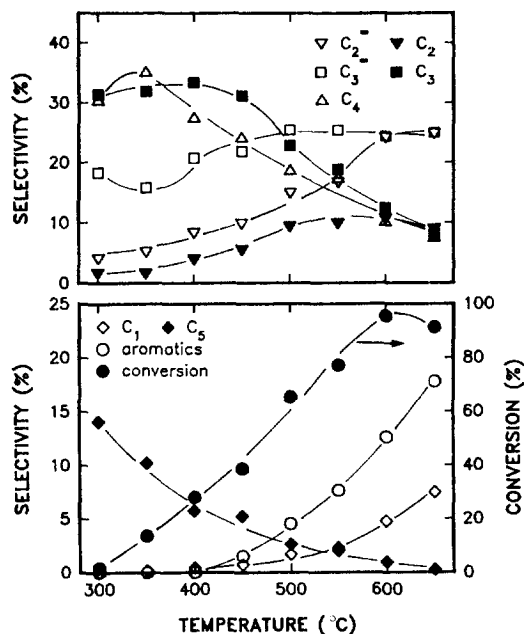 SELECTIVITY (%)
45
40
30
20
10
0
▽ C₂⁼ ▼ C₂
□ C₃⁼ ■ C₃
△ C₄
SELECTIVITY (%)
25
20
15
10
5
0
◇ C₁ ◆ C₅
○ aromatics
● conversion
100
80
60
40
20
0
CONVERSION (%)
300 400 500 600
TEMPERATURE (°C)